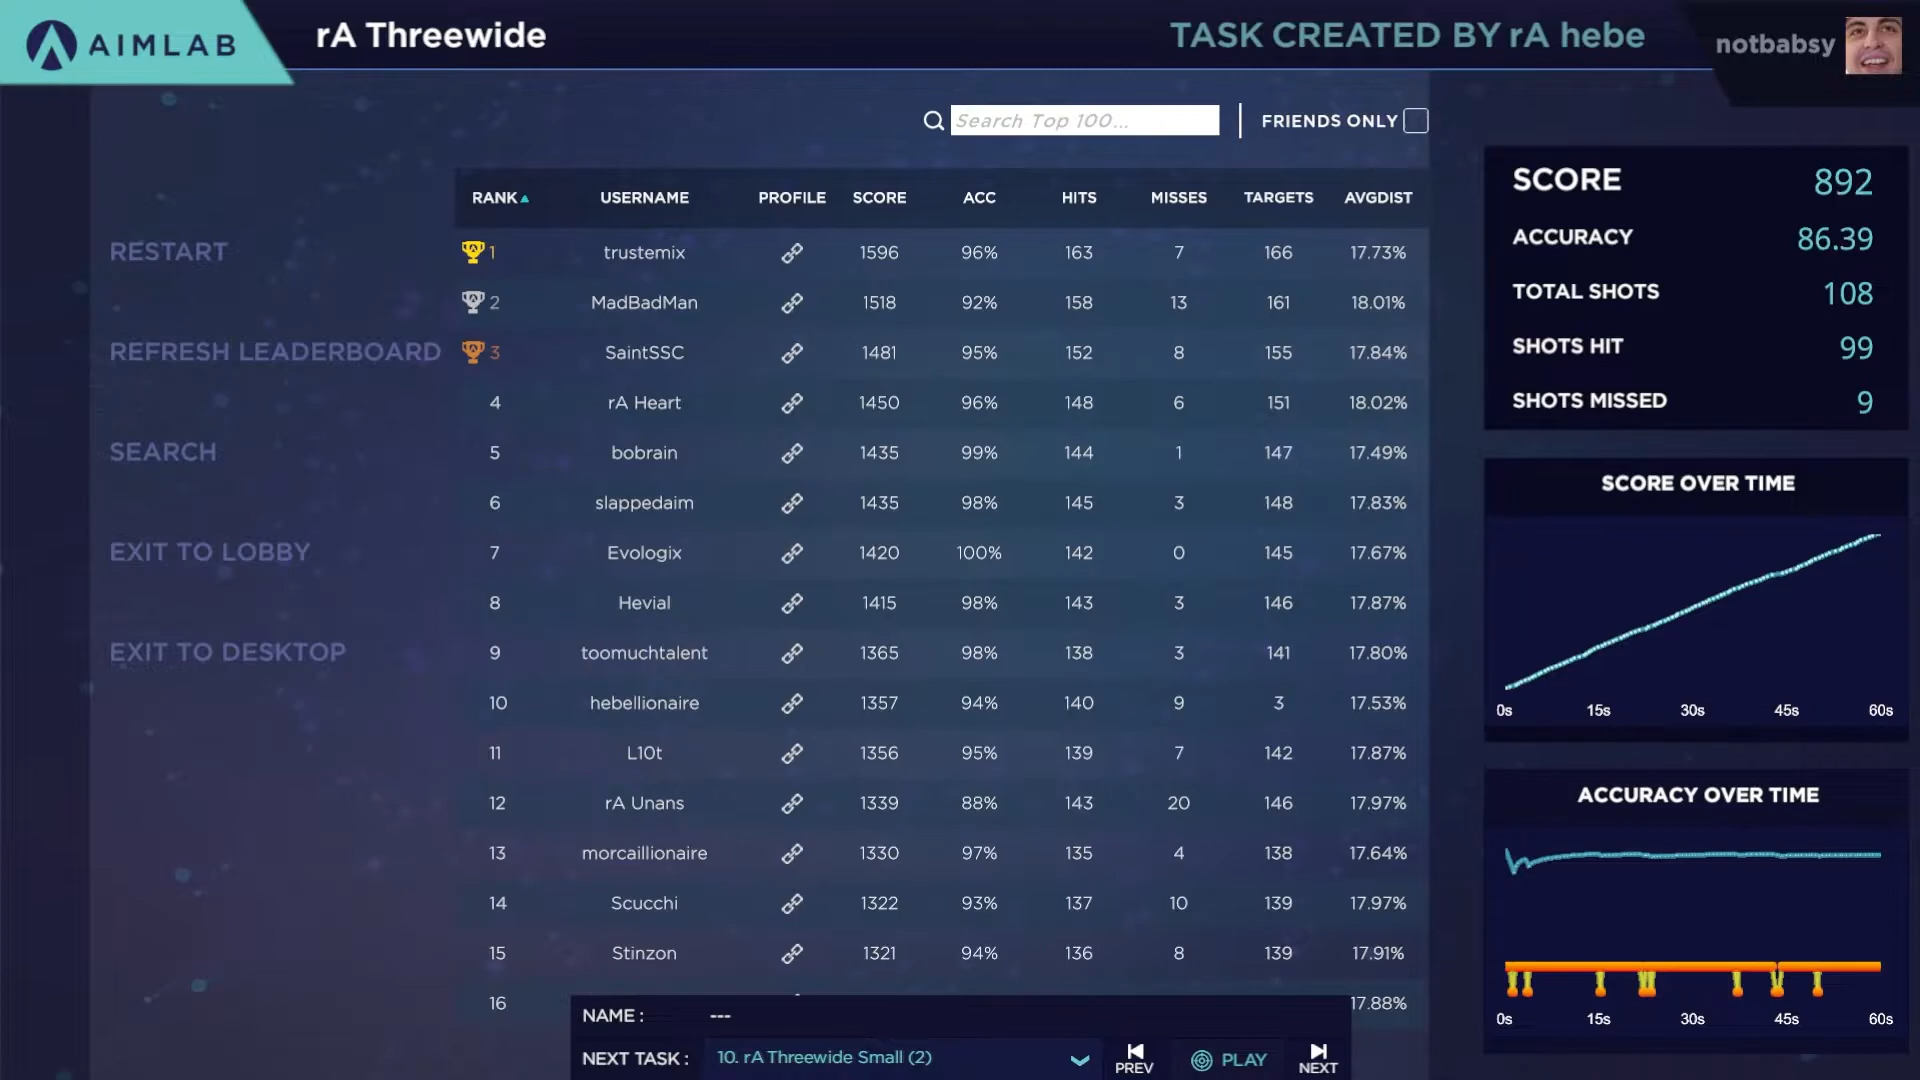 AIMLAB
rA Threewide
TASK CREATED BY rA hebe
notbabsy
Search Top 100...
FRIENDS ONLY
RESTART
REFRESH LEADERBOARD
SEARCH
EXIT TO LOBBY
EXIT TO DESKTOP
RANK USERNAME PROFILE SCORE ACC HITS MISSES TARGETS AVGDIST
1 trustemix 1596 96% 163 7 166 17.73%
2 MadBadMan 1518 92% 158 13 161 18.01%
3 SaintSSC 1481 95% 152 8 155 17.84%
4 rA Heart 1450 96% 148 6 151 18.02%
5 bobrain 1435 99% 144 1 147 17.49%
6 slappedaim 1435 98% 145 3 148 17.83%
7 Evologix 1420 100% 142 0 145 17.67%
8 Hevial 1415 98% 143 3 146 17.87%
9 toomuchtalent 1365 98% 138 3 141 17.80%
10 hebellionaire 1357 94% 140 9 3 17.53%
11 L10t 1356 95% 139 7 142 17.87%
12 rA Unans 1339 88% 143 20 146 17.97%
13 morcaillionaire 1330 97% 135 4 138 17.64%
14 Scucchi 1322 93% 137 10 139 17.97%
15 Stinzon 1321 94% 136 8 139 17.91%
16 17.88%
NAME : ---
NEXT TASK : 10. rA Threewide Small (2)
PREV
PLAY
NEXT
SCORE 892
ACCURACY 86.39
TOTAL SHOTS 108
SHOTS HIT 99
SHOTS MISSED 9
SCORE OVER TIME
0s 15s 30s 45s 60s
ACCURACY OVER TIME
0s 15s 30s 45s 60s